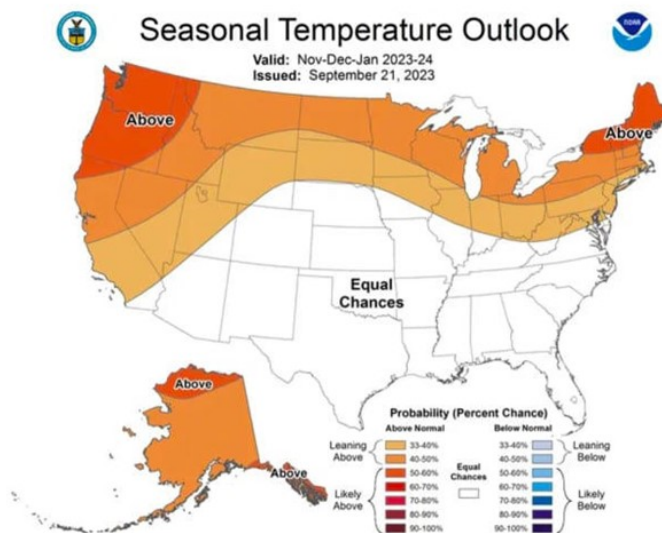 Seasonal Temperature Outlook
noaa
Valid: Nov-Dec-Jan 2023-24
Issued: September 21, 2023
Above
Above
Equal
Chances
Above
Above
Probability (Percent Chance)
Above Normal
Below Normal
Leaning
Above
33-40%
40-50%
50-60%
60-70%
70-80%
80-90%
90-100%
Likely
Above
Equal
Chances
33-40%
40-50%
50-60%
60-70%
70-80%
80-90%
90-100%
Leaning
Below
Likely
Below